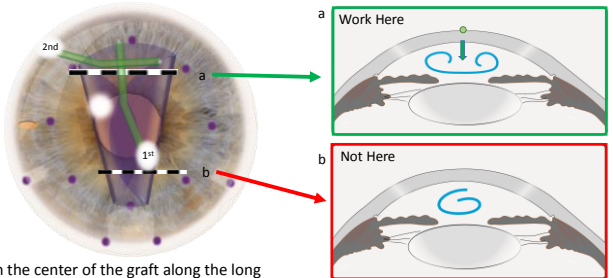 2nd
a
1st
b
n the center of the graft along the long
a
Work Here
b
Not Here